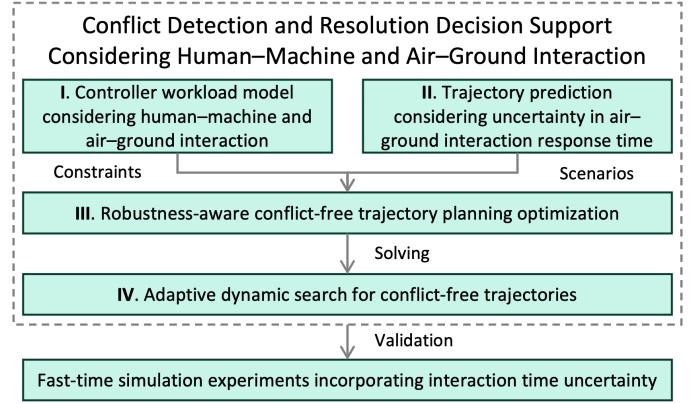 Conflict Detection and Resolution Decision Support
Considering Human–Machine and Air–Ground Interaction
I. Controller workload model
considering human–machine and
air–ground interaction
II. Trajectory prediction
considering uncertainty in air–
ground interaction response time
Constraints
Scenarios
III. Robustness-aware conflict-free trajectory planning optimization
Solving
IV. Adaptive dynamic search for conflict-free trajectories
Validation
Fast-time simulation experiments incorporating interaction time uncertainty